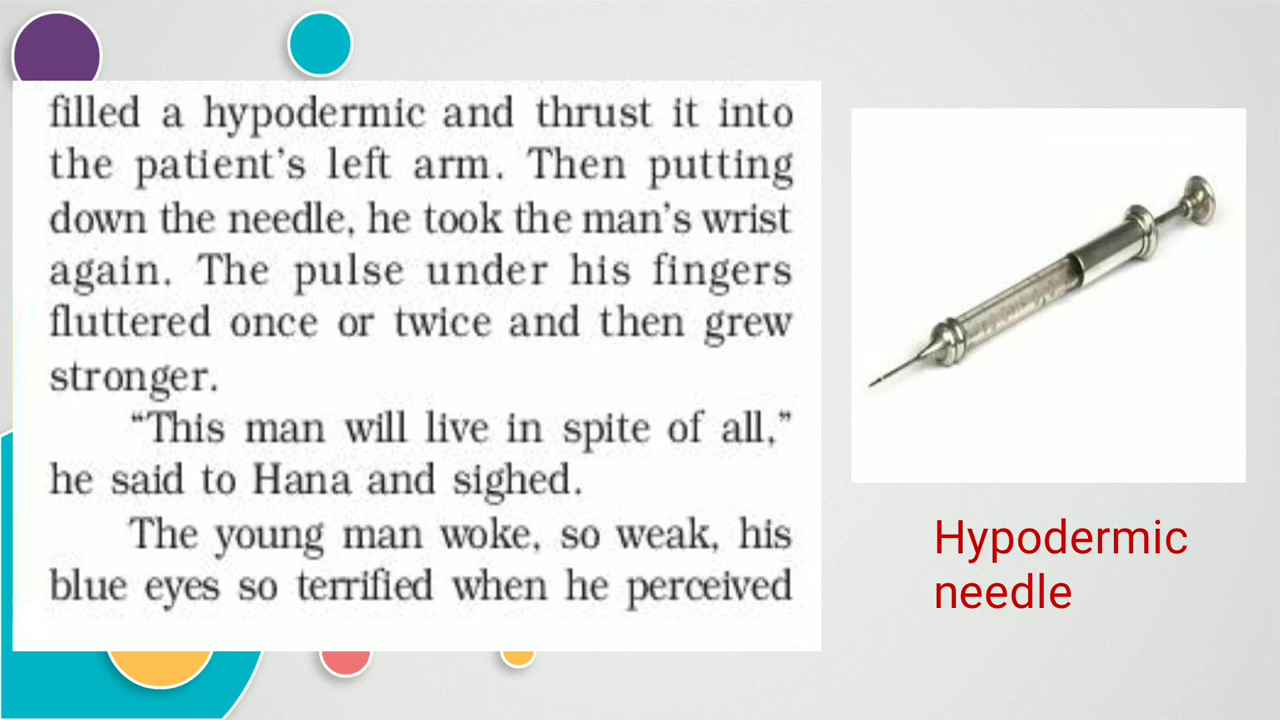 filled a hypodermic and thrust it into
the patient's left arm. Then putting
down the needle, he took the man's wrist
again. The pulse under his fingers
fluttered once or twice and then grew
stronger.
“This man will live in spite of all,”
he said to Hana and sighed.
The young man woke, so weak, his
blue eyes so terrified when he perceived
Hypodermic
needle